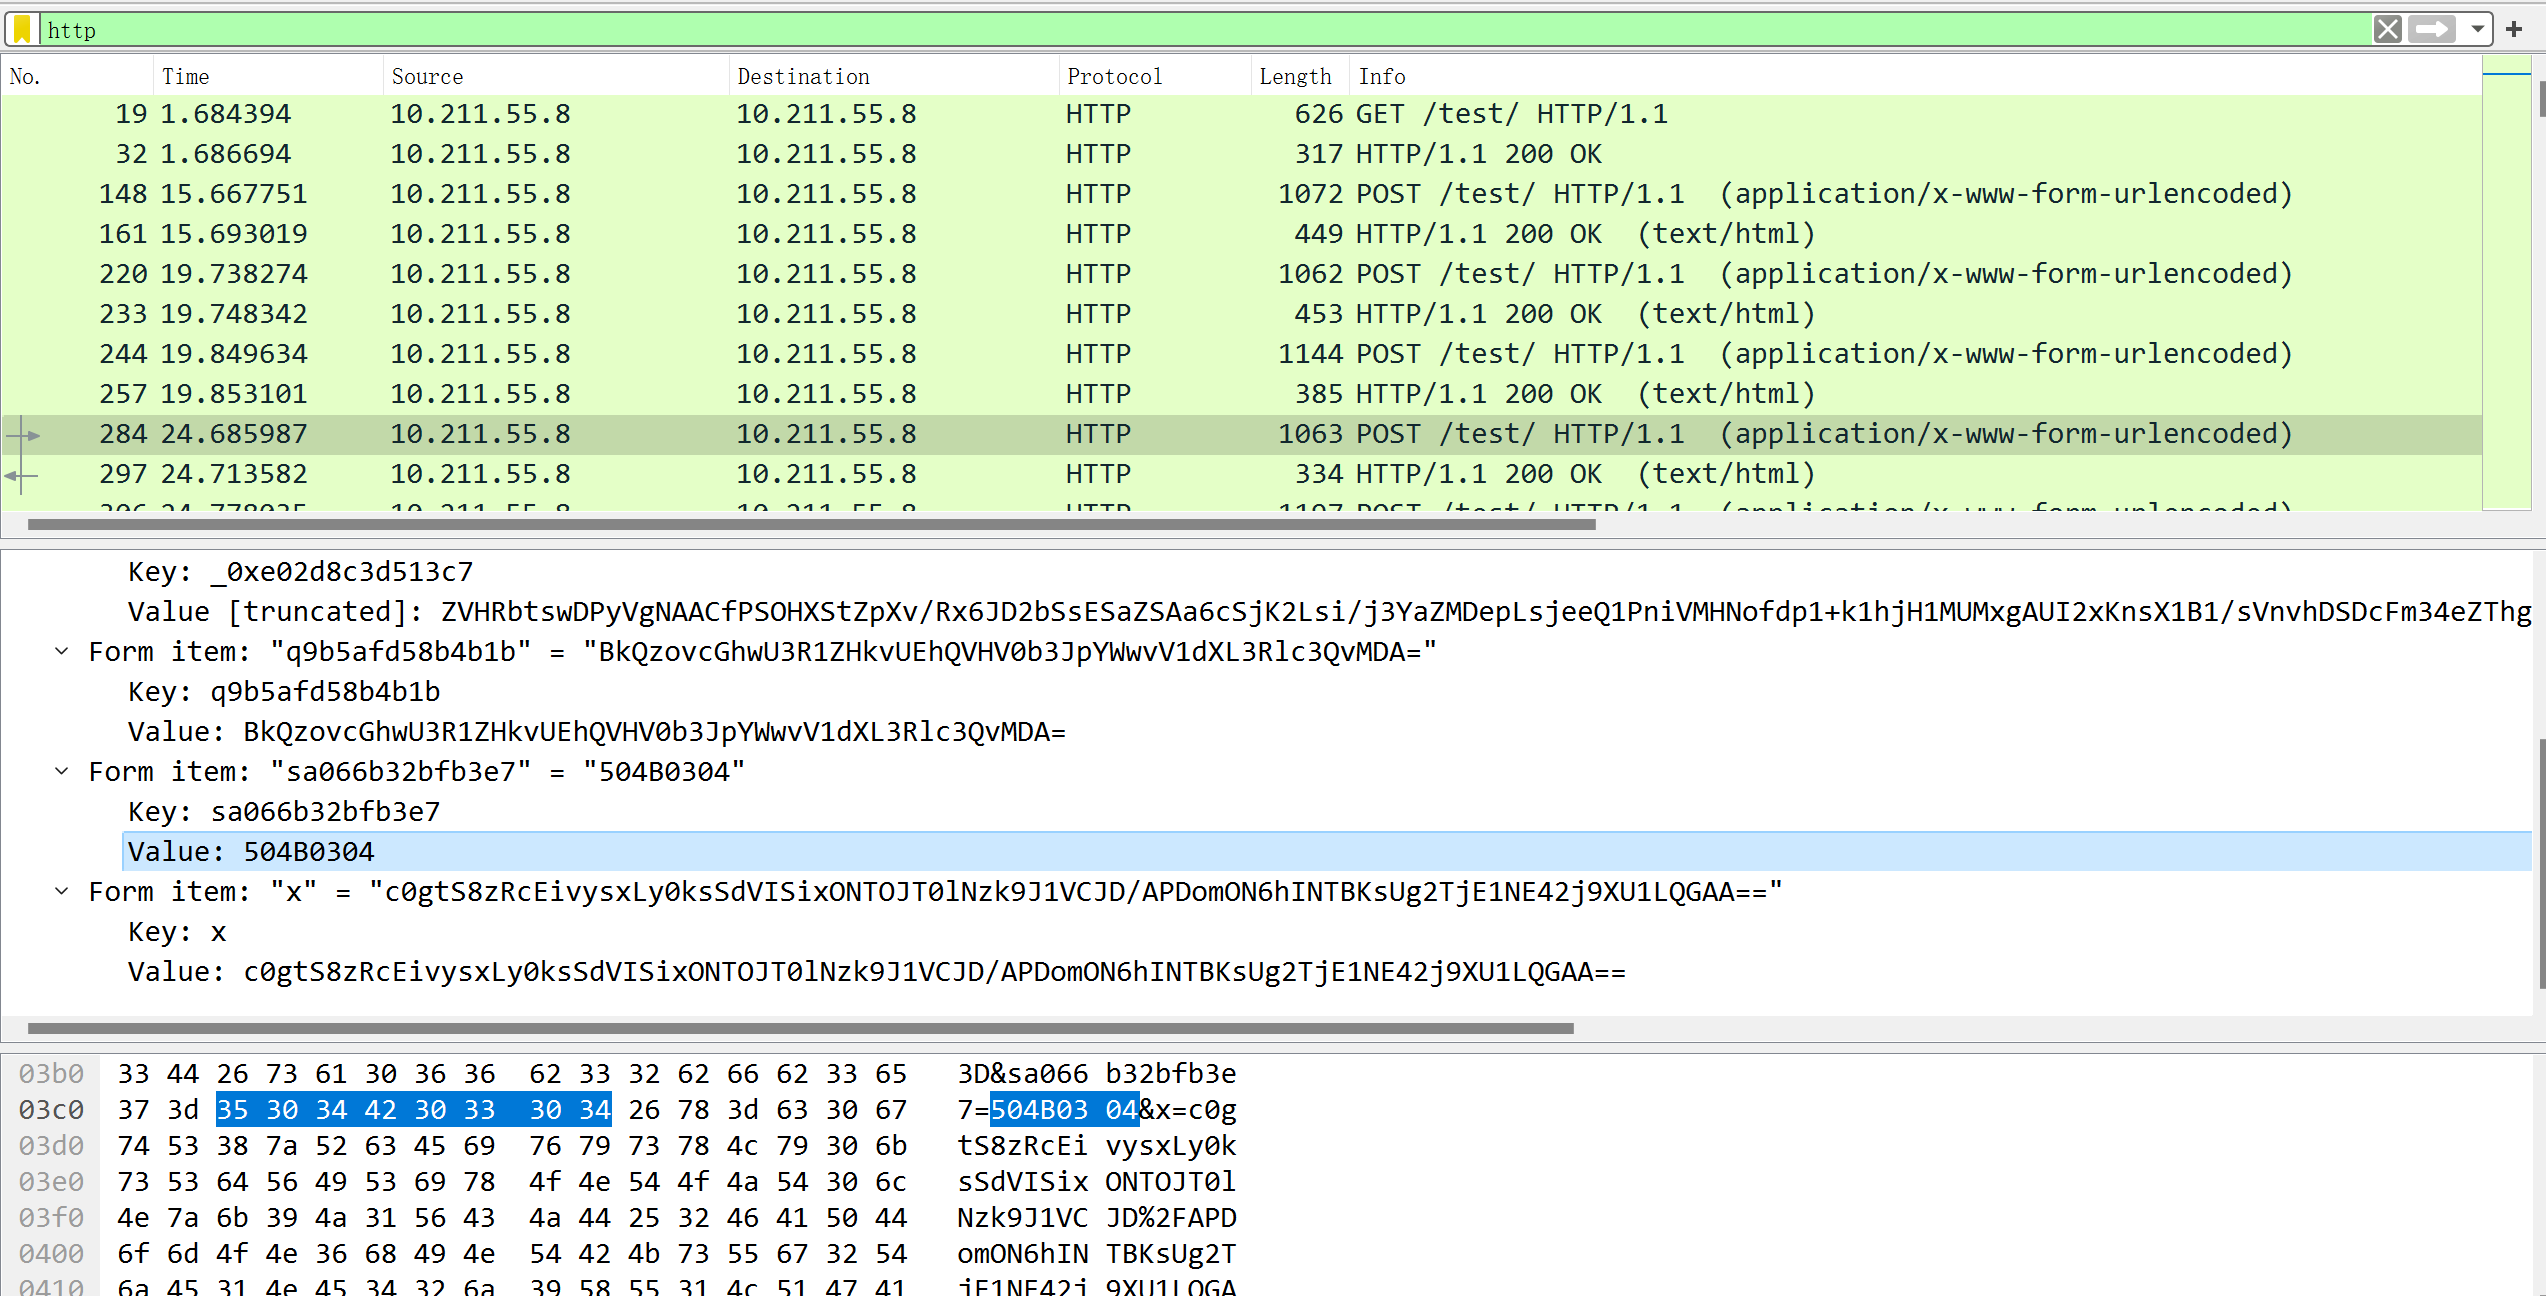 http
No. Time Source Destination Protocol Length Info
19 1.684394 10.211.55.8 10.211.55.8 HTTP 626 GET /test/ HTTP/1.1
32 1.686694 10.211.55.8 10.211.55.8 HTTP 317 HTTP/1.1 200 OK
148 15.667751 10.211.55.8 10.211.55.8 HTTP 1072 POST /test/ HTTP/1.1 (application/x-www-form-urlencoded)
161 15.693019 10.211.55.8 10.211.55.8 HTTP 449 HTTP/1.1 200 OK (text/html)
220 19.738274 10.211.55.8 10.211.55.8 HTTP 1062 POST /test/ HTTP/1.1 (application/x-www-form-urlencoded)
233 19.748342 10.211.55.8 10.211.55.8 HTTP 453 HTTP/1.1 200 OK (text/html)
244 19.849634 10.211.55.8 10.211.55.8 HTTP 1144 POST /test/ HTTP/1.1 (application/x-www-form-urlencoded)
257 19.853101 10.211.55.8 10.211.55.8 HTTP 385 HTTP/1.1 200 OK (text/html)
284 24.685987 10.211.55.8 10.211.55.8 HTTP 1063 POST /test/ HTTP/1.1 (application/x-www-form-urlencoded)
297 24.713582 10.211.55.8 10.211.55.8 HTTP 334 HTTP/1.1 200 OK (text/html)
Key: _0xe02d8c3d513c7
Value [truncated]: ZVHRbtswDPyVgNAACfPSOHXStZpXv/Rx6JD2bSsESaZSAa6cSjK2Lsi/j3YaZMDepLsjeeQ1PniVMHNofdp1+k1hjH1MUMxgAUI2xKnsX1B1/sVnvhDSDcFm34eZThg
Form item: "q9b5afd58b4b1b" = "BkQzovcGhwU3R1ZHkvUEhQVHV0b3JpYWwvV1dXL3Rlc3QvMDA="
Key: q9b5afd58b4b1b
Value: BkQzovcGhwU3R1ZHkvUEhQVHV0b3JpYWwvV1dXL3Rlc3QvMDA=
Form item: "sa066b32bfb3e7" = "504B0304"
Key: sa066b32bfb3e7
Value: 504B0304
Form item: "x" = "c0gtS8zRcEivysxLy0ksSdVISixONTOJT0lNzk9J1VCJD/APDomON6hINTBKsUg2TjE1NE42j9XU1LQGAA=="
Key: x
Value: c0gtS8zRcEivysxLy0ksSdVISixONTOJT0lNzk9J1VCJD/APDomON6hINTBKsUg2TjE1NE42j9XU1LQGAA==
03b0 33 44 26 73 61 30 36 36 62 33 32 62 66 62 33 65 3D&sa066 b32bfb3e
03c0 37 3d 35 30 34 42 30 33 30 34 26 78 3d 63 30 67 7=504B03 04&x=c0g
03d0 74 53 38 7a 52 63 45 69 76 79 73 78 4c 79 30 6b tS8zRcEi vysxLy0k
03e0 73 53 64 56 49 53 69 78 4f 4e 54 4f 4a 54 30 6c sSdVISix ONTOJT0l
03f0 4e 7a 6b 39 4a 31 56 43 4a 44 25 32 46 41 50 44 Nzk9J1VC JD%2FAPD
0400 6f 6d 4f 4e 36 68 49 4e 54 42 4b 73 55 67 32 54 omON6hIN TBKsUg2T
0410 6a 45 31 4e 45 34 32 6a 39 58 55 31 4c 51 47 41 jE1NE42j 9XU1LQGA